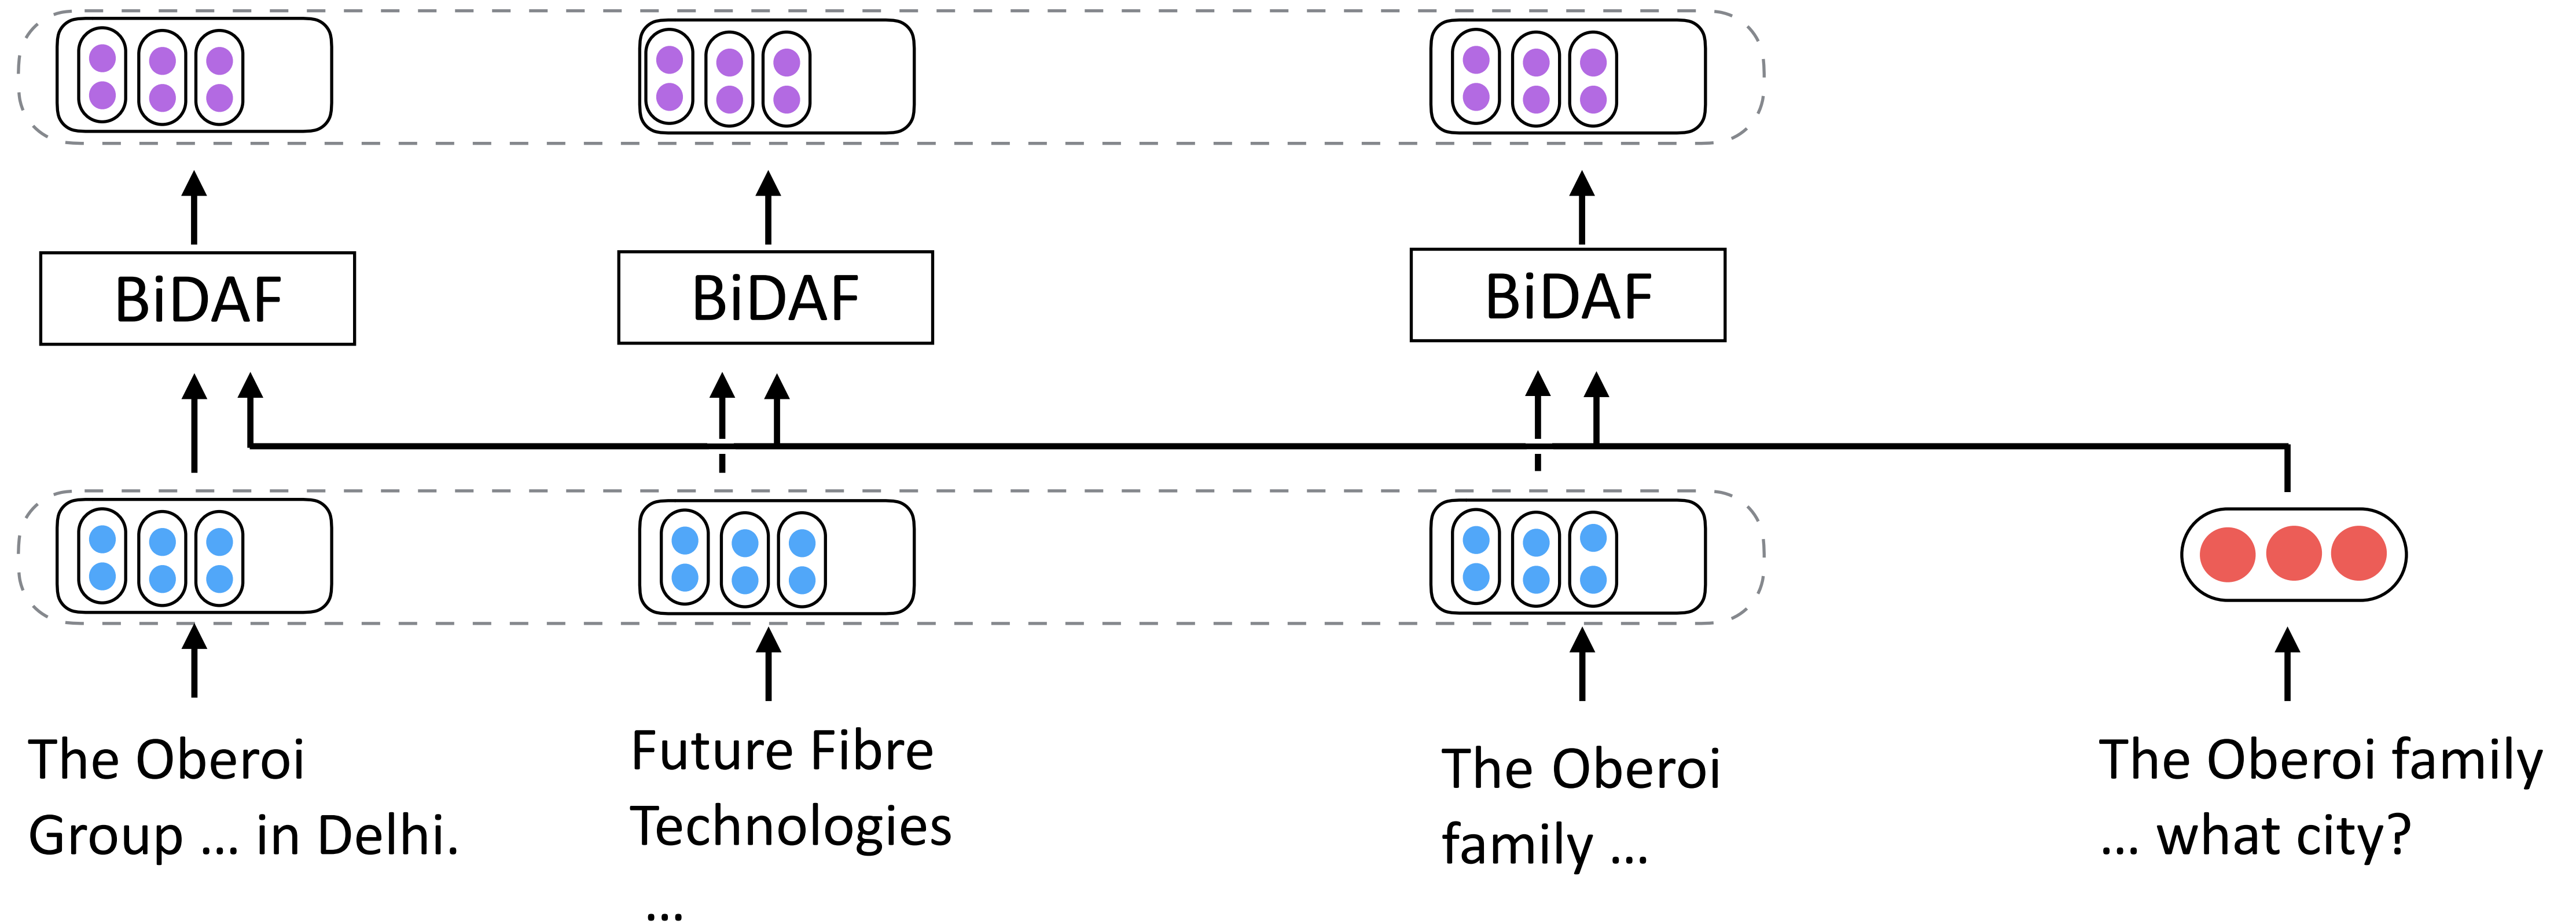 BiDAF
BiDAF
BiDAF
The Oberoi
Group ... in Delhi.
Future Fibre
Technologies
...
The Oberoi
family ...
The Oberoi family
... what city?